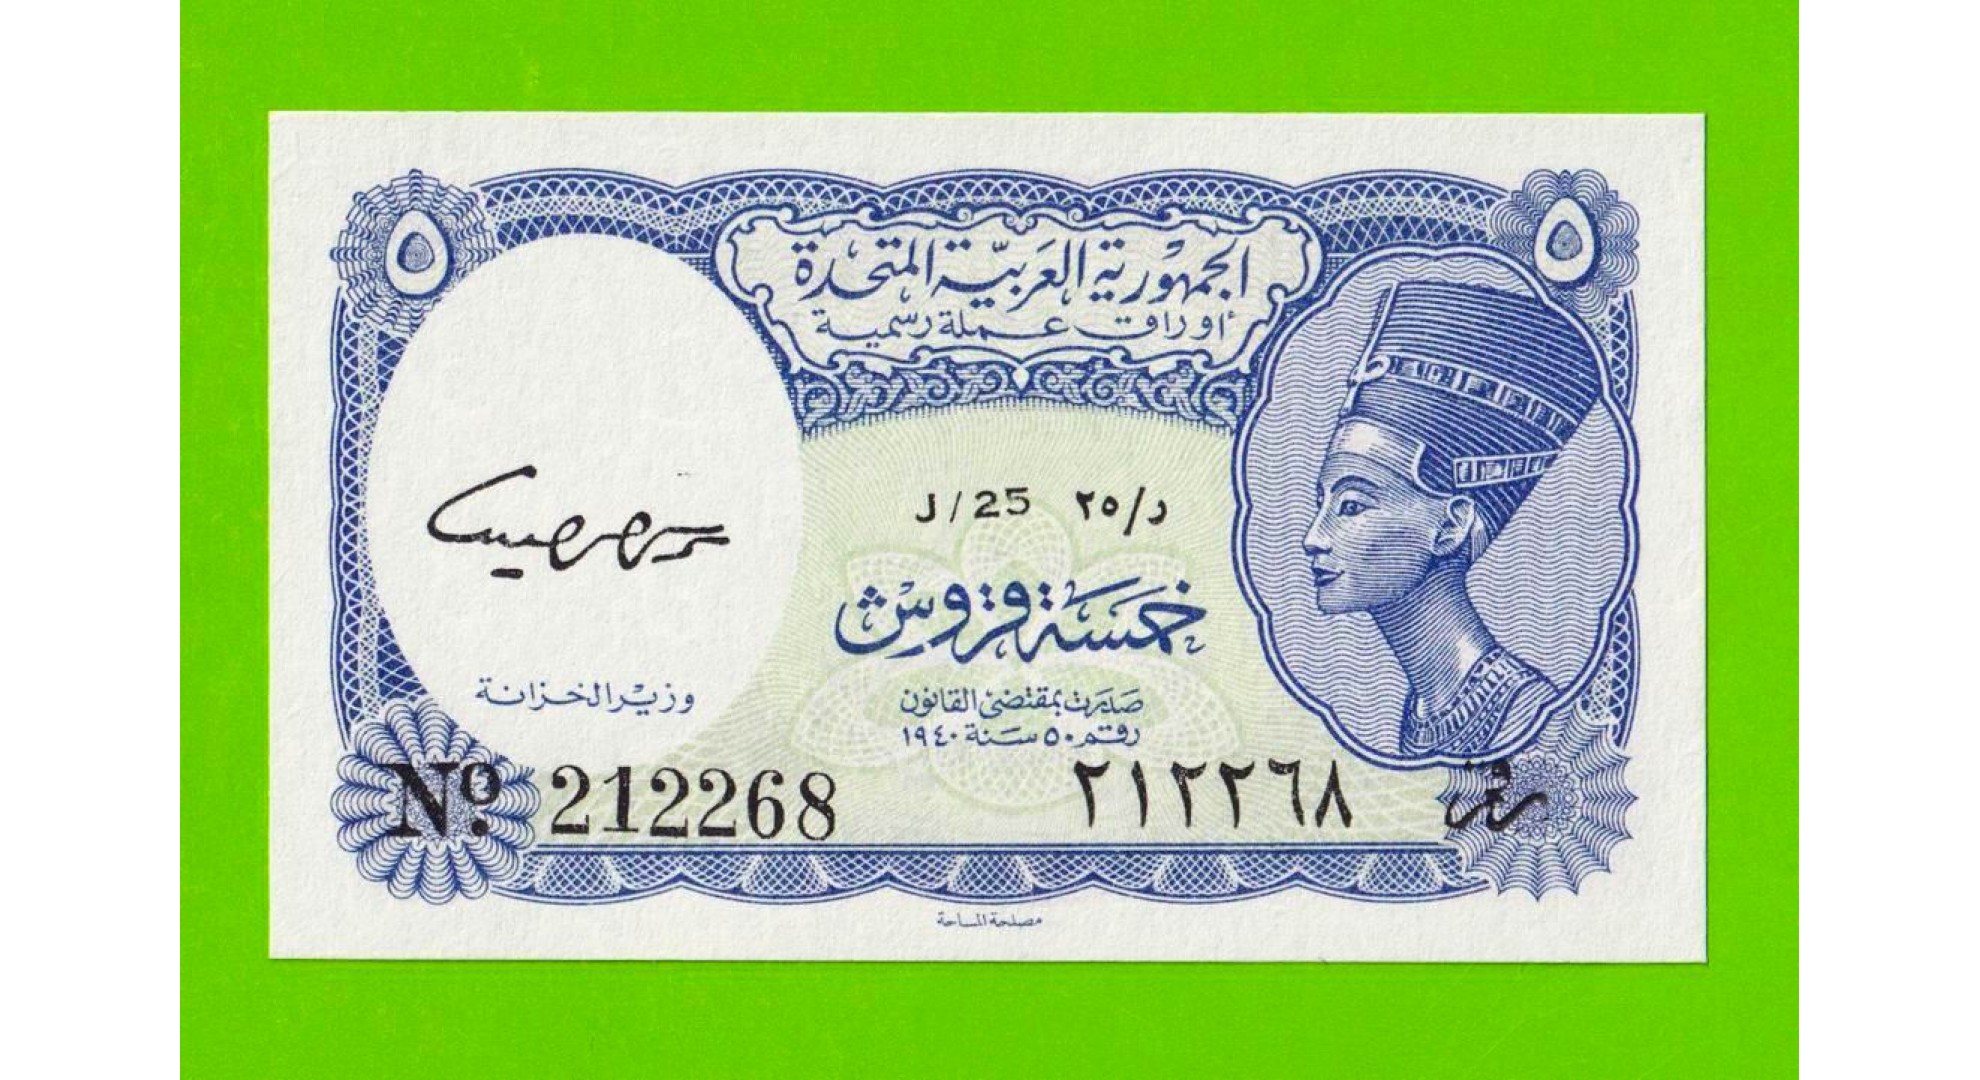 ٥ ٥
الجمهورية العربية المتحدة
أوراق عملة رسمية
J/25 د/٢٥
خمسة قروش
وزير الخزانة
صدرت بمقتضى القانون
رقم ٥٠ سنة ١٩٤٠
No. 212268 رقم ٢١٢٢٦٨
مصلحة المساحة